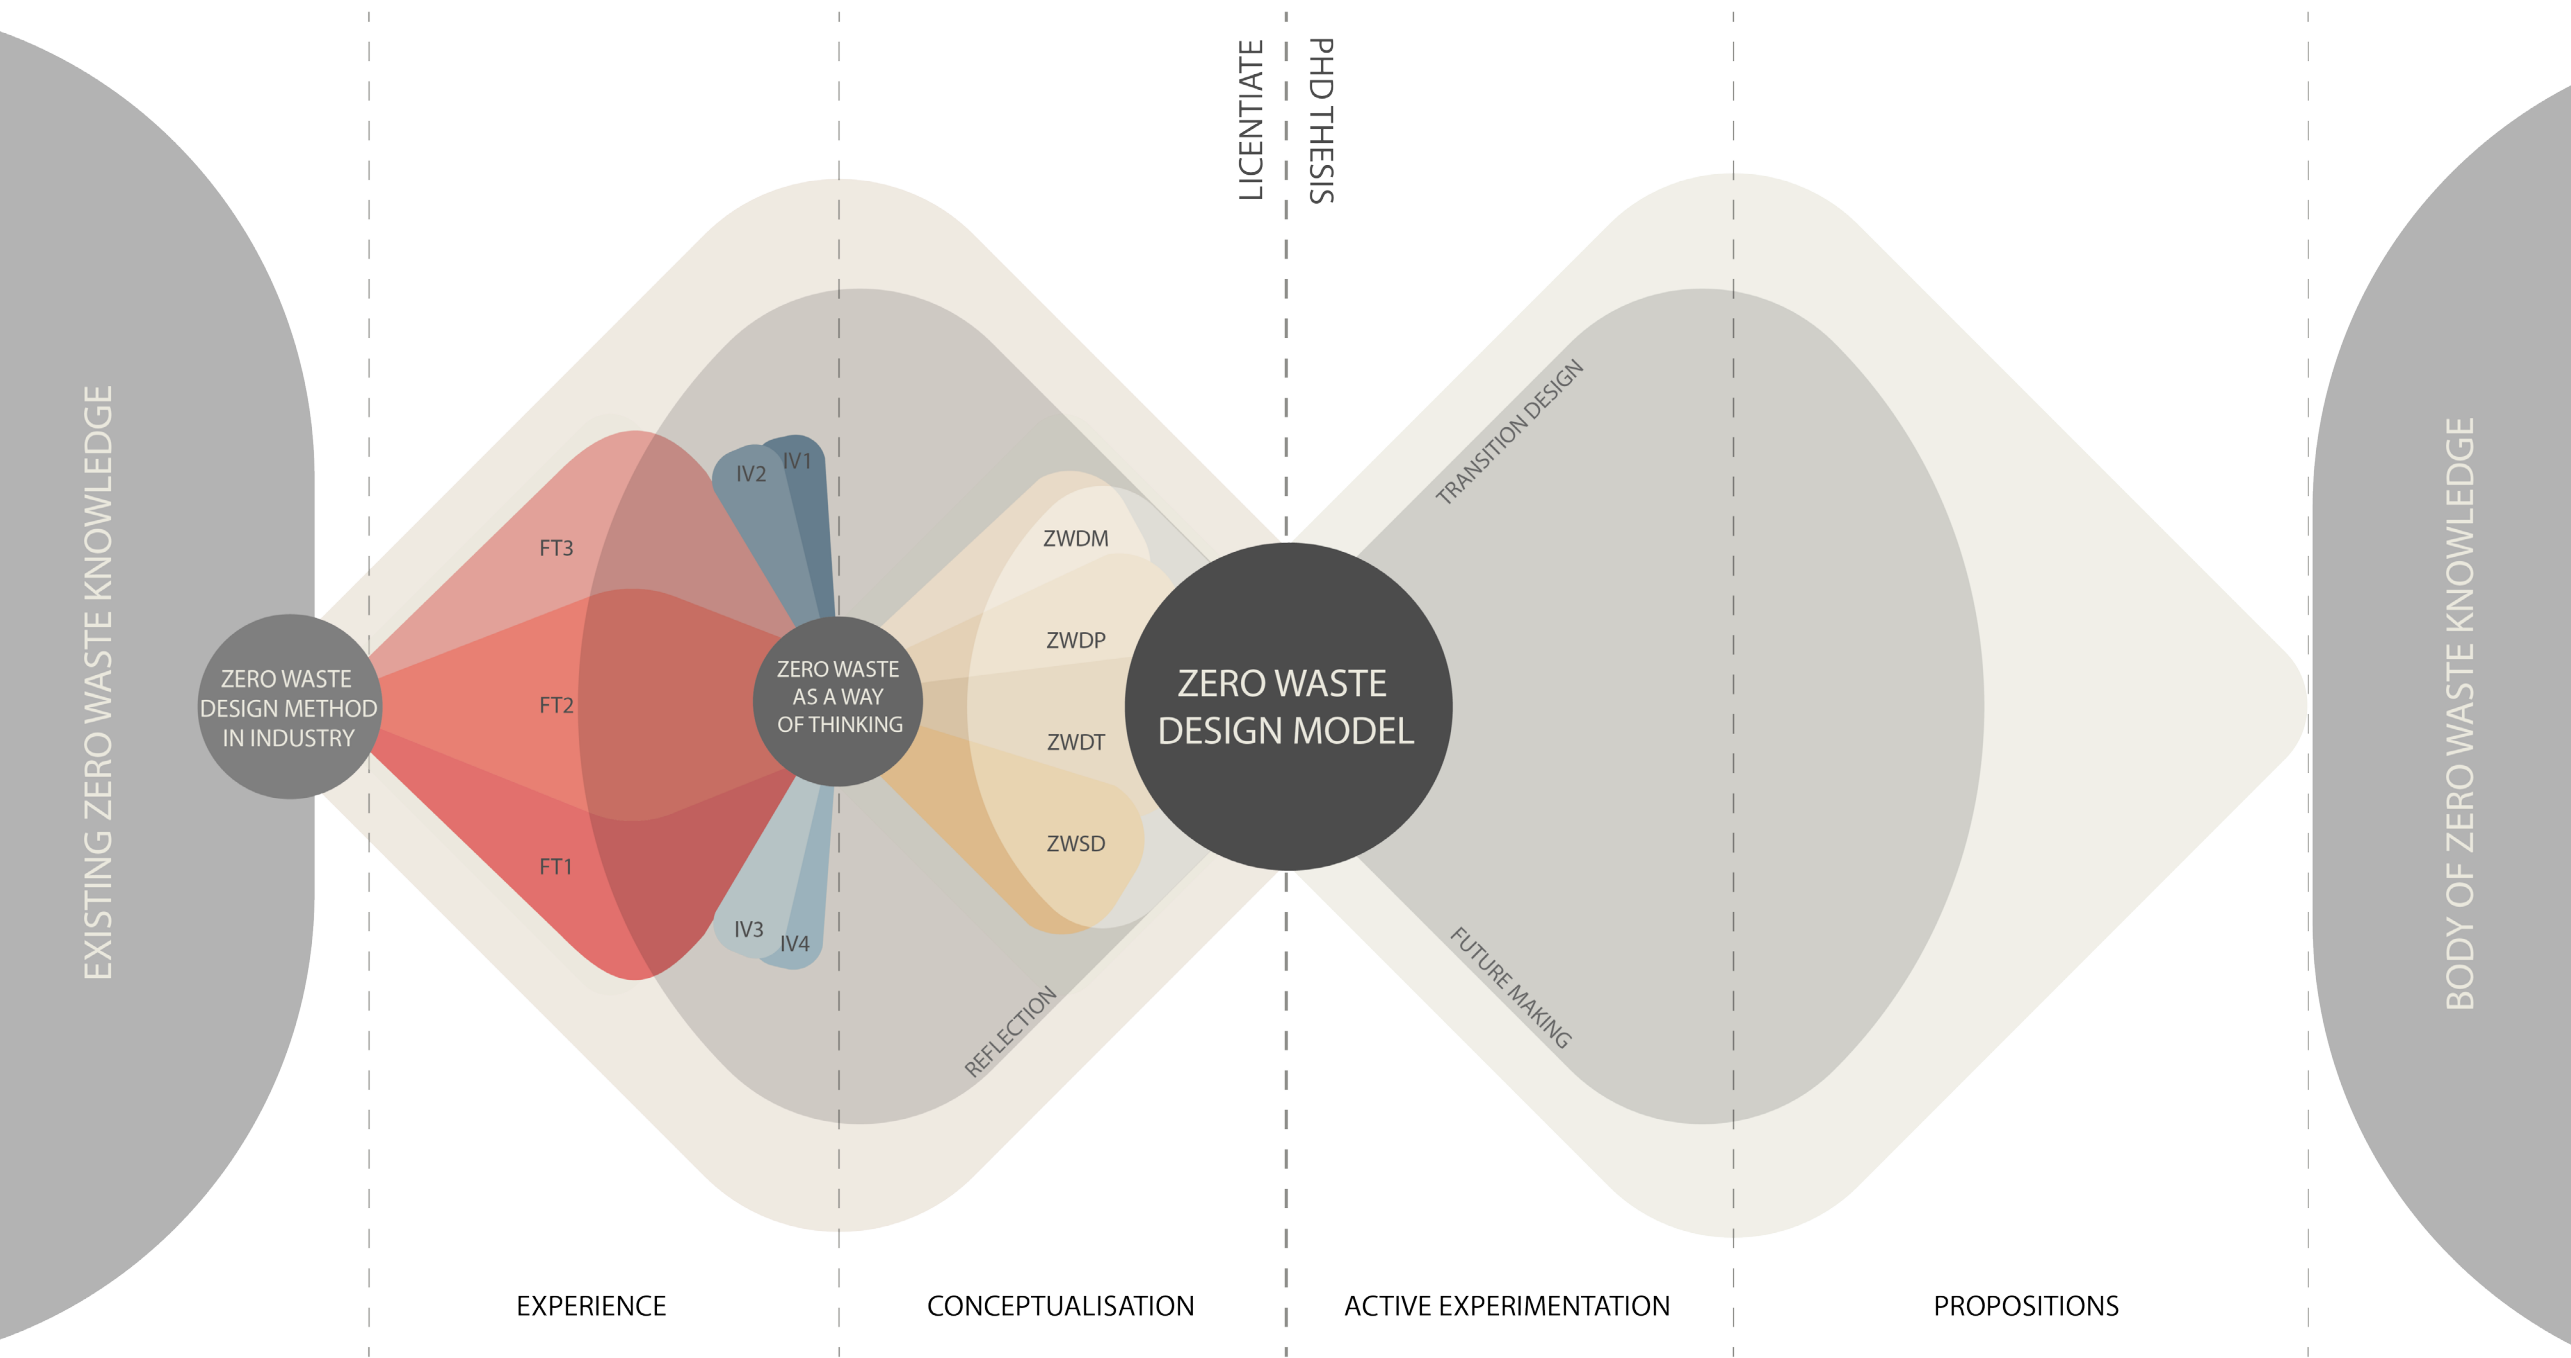 LICENTIATE
PHD THESIS
EXISTING ZERO WASTE KNOWLEDGE
ZERO WASTE
DESIGN METHOD
IN INDUSTRY
FT3
FT2
FT1
IV2
IV1
IV3
IV4
ZERO WASTE
AS A WAY
OF THINKING
ZWDM
ZWDP
ZWDT
ZWSD
REFLECTION
ZERO WASTE
DESIGN MODEL
TRANSITION DESIGN
FUTURE MAKING
BODY OF ZERO WASTE KNOWLEDGE
EXPERIENCE
CONCEPTUALISATION
ACTIVE EXPERIMENTATION
PROPOSITIONS